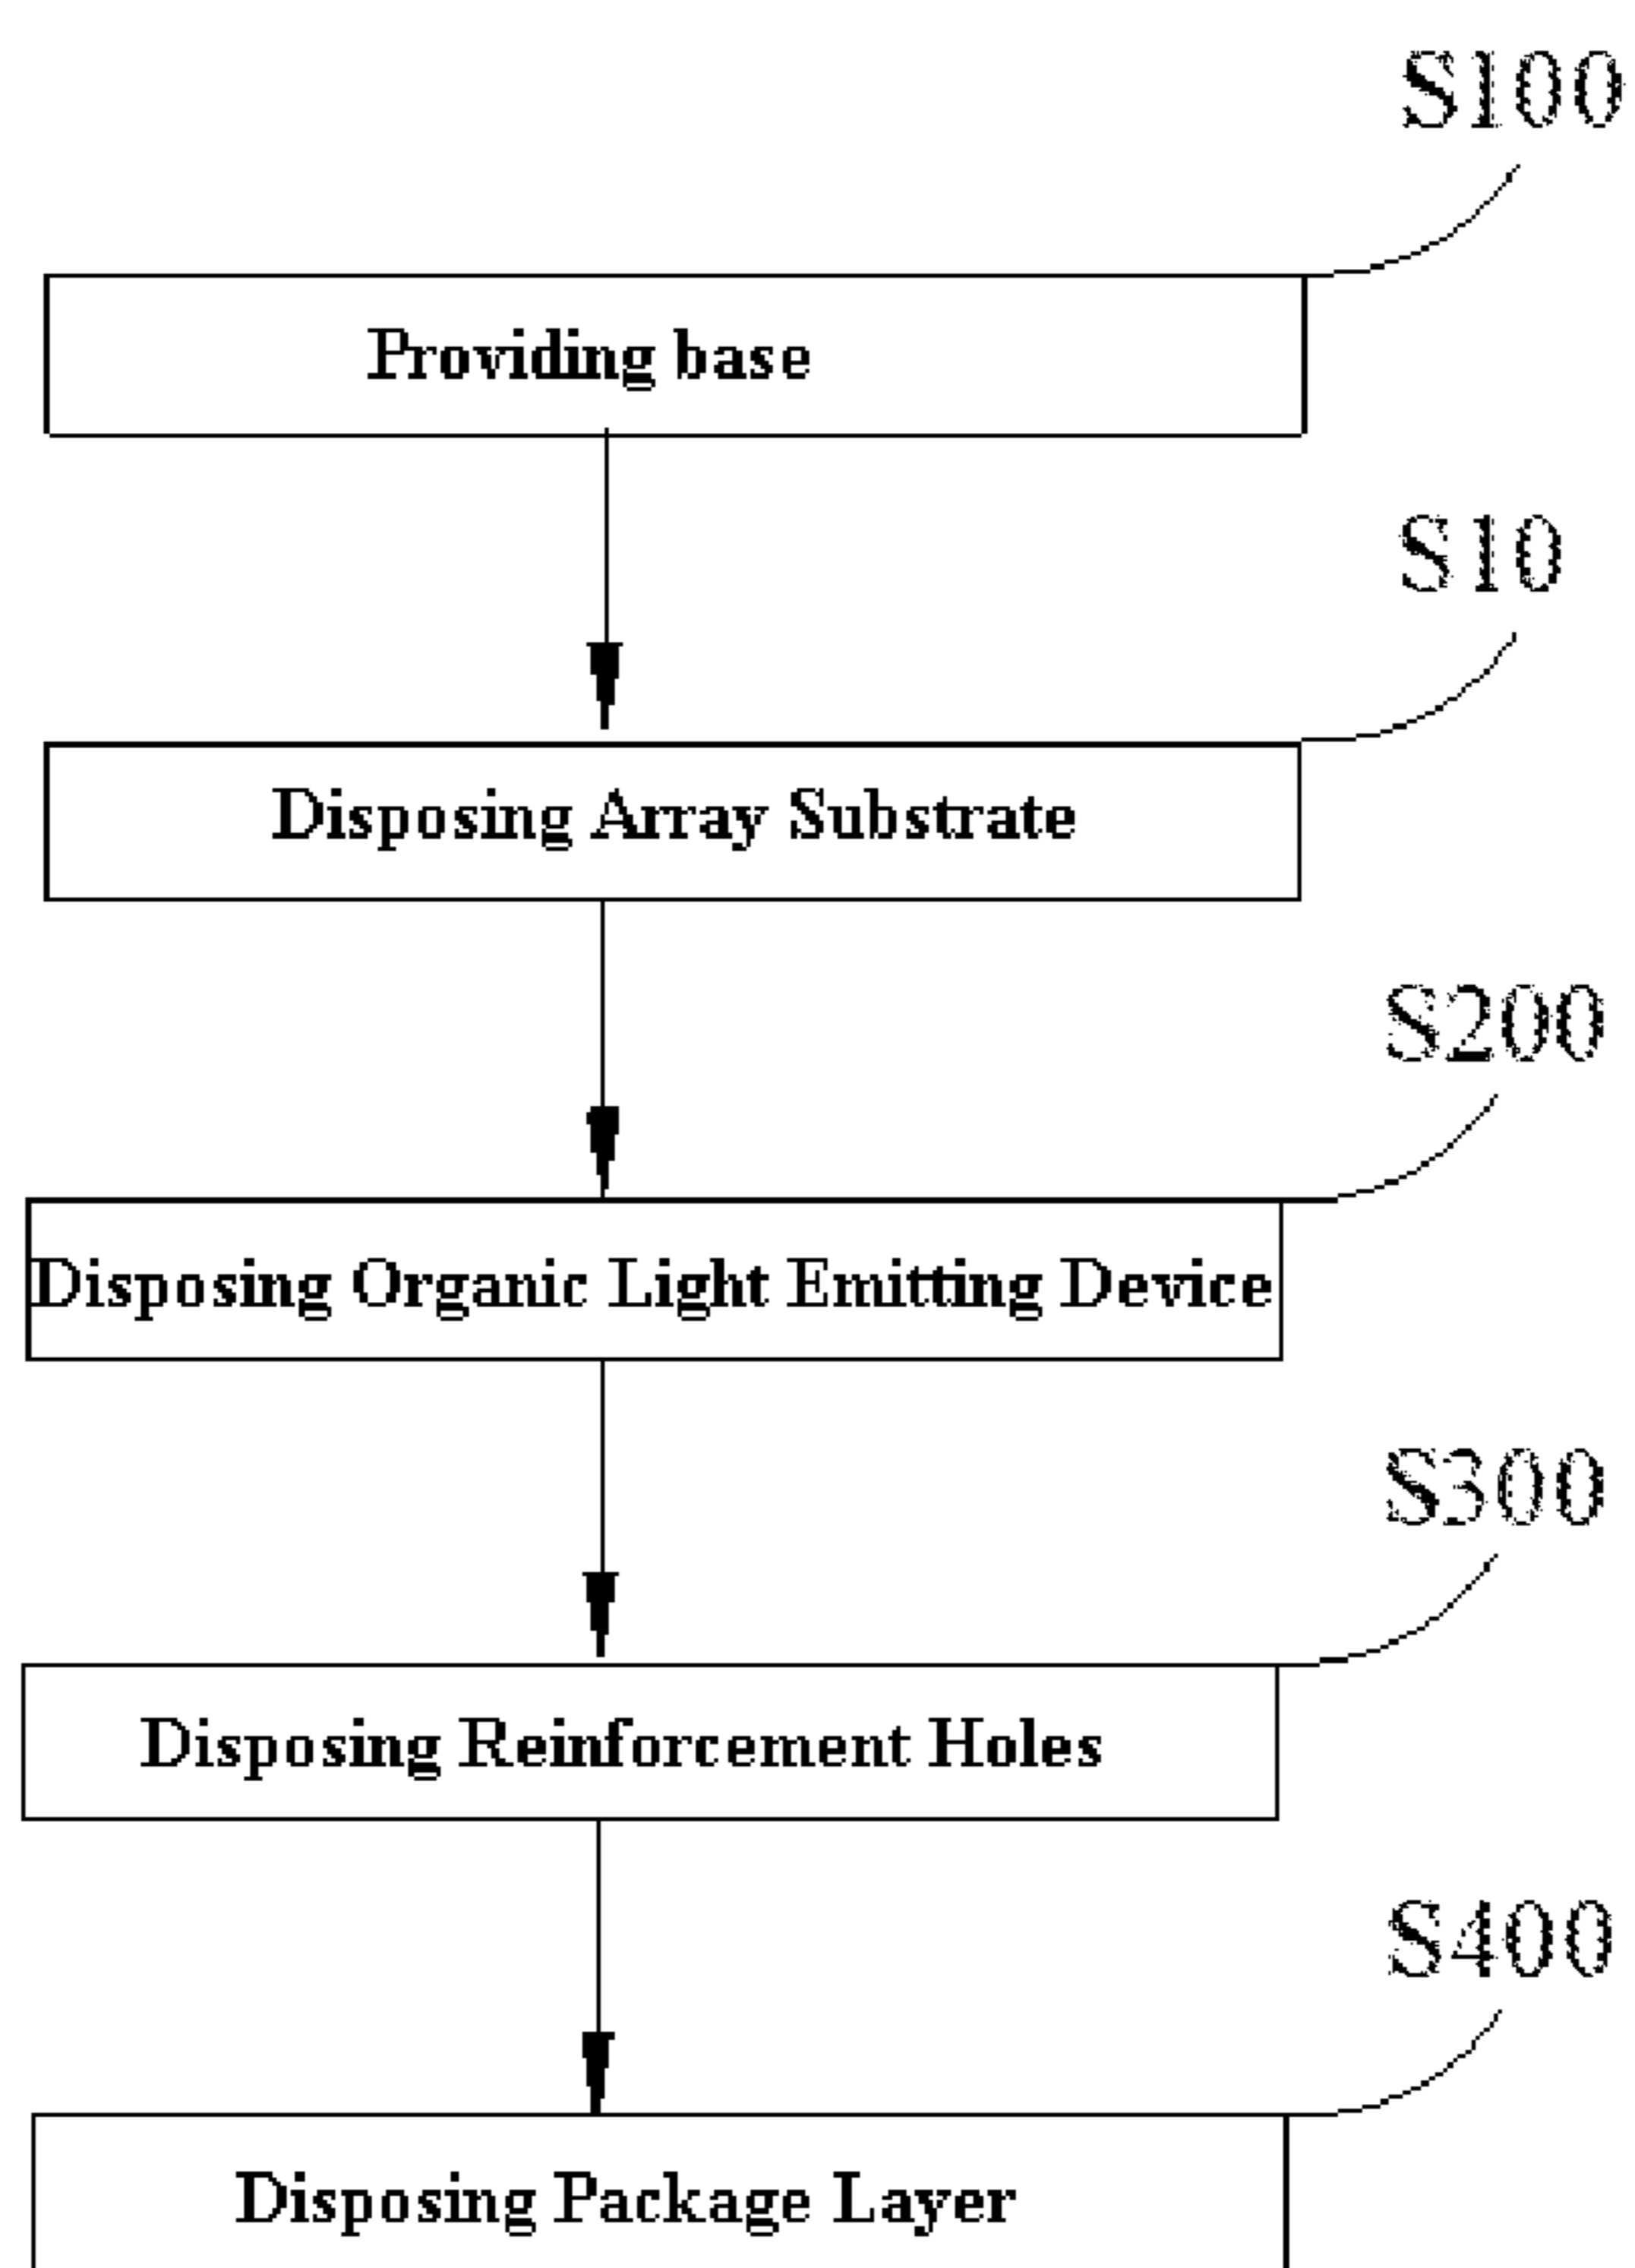 S100
Providing base
S10
Disposing Array Substrate
S200
Disposing Organic Light Emitting Device
S300
Disposing Reinforcement Holes
S400
Disposing Package Layer